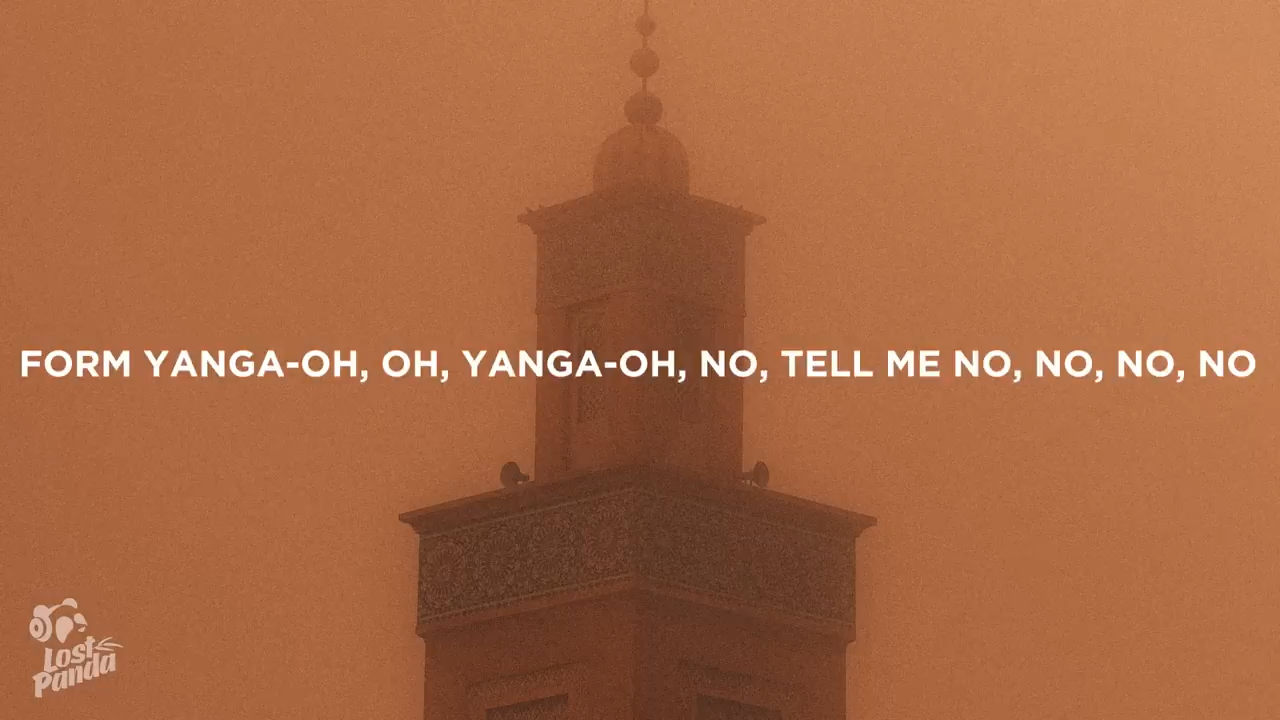 FORM YANGA-OH, OH, YANGA-OH, NO, TELL ME NO, NO, NO, NO
Lost
Panda